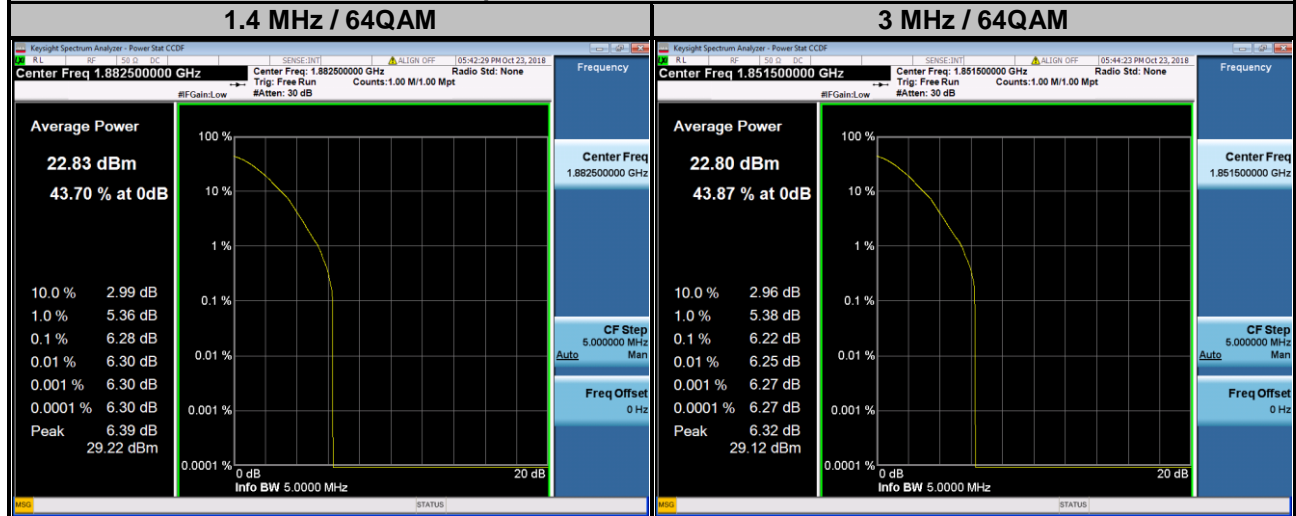 1.4 MHz / 64QAM
Keysight Spectrum Analyzer - Power Stat CCDF
RL RF 50 Ω DC SENSE:INT ALIGN OFF 05:42:29 PM Oct 23, 2018
Center Freq 1.882500000 GHz
Center Freq: 1.882500000 GHz Radio Std: None
Trig: Free Run Counts:1.00 M/1.00 Mpt
#IFGain:Low #Atten: 30 dB
Average Power
22.83 dBm
43.70 % at 0dB
10.0 % 2.99 dB
1.0 % 5.36 dB
0.1 % 6.28 dB
0.01 % 6.30 dB
0.001 % 6.30 dB
0.0001 % 6.30 dB
Peak 6.39 dB
29.22 dBm
100 %
10 %
1 %
0.1 %
0.01 %
0.001 %
0.0001 %
0 dB 20 dB
Info BW 5.0000 MHz
Frequency
Center Freq
1.882500000 GHz
CF Step
5.000000 MHz
Auto Man
Freq Offset
0 Hz
MSG STATUS
3 MHz / 64QAM
Keysight Spectrum Analyzer - Power Stat CCDF
RL RF 50 Ω DC SENSE:INT ALIGN OFF 05:44:23 PM Oct 23, 2018
Center Freq 1.851500000 GHz
Center Freq: 1.851500000 GHz Radio Std: None
Trig: Free Run Counts:1.00 M/1.00 Mpt
#IFGain:Low #Atten: 30 dB
Average Power
22.80 dBm
43.87 % at 0dB
10.0 % 2.96 dB
1.0 % 5.38 dB
0.1 % 6.22 dB
0.01 % 6.25 dB
0.001 % 6.27 dB
0.0001 % 6.27 dB
Peak 6.32 dB
29.12 dBm
100 %
10 %
1 %
0.1 %
0.01 %
0.001 %
0.0001 %
0 dB 20 dB
Info BW 5.0000 MHz
Frequency
Center Freq
1.851500000 GHz
CF Step
5.000000 MHz
Auto Man
Freq Offset
0 Hz
MSG STATUS